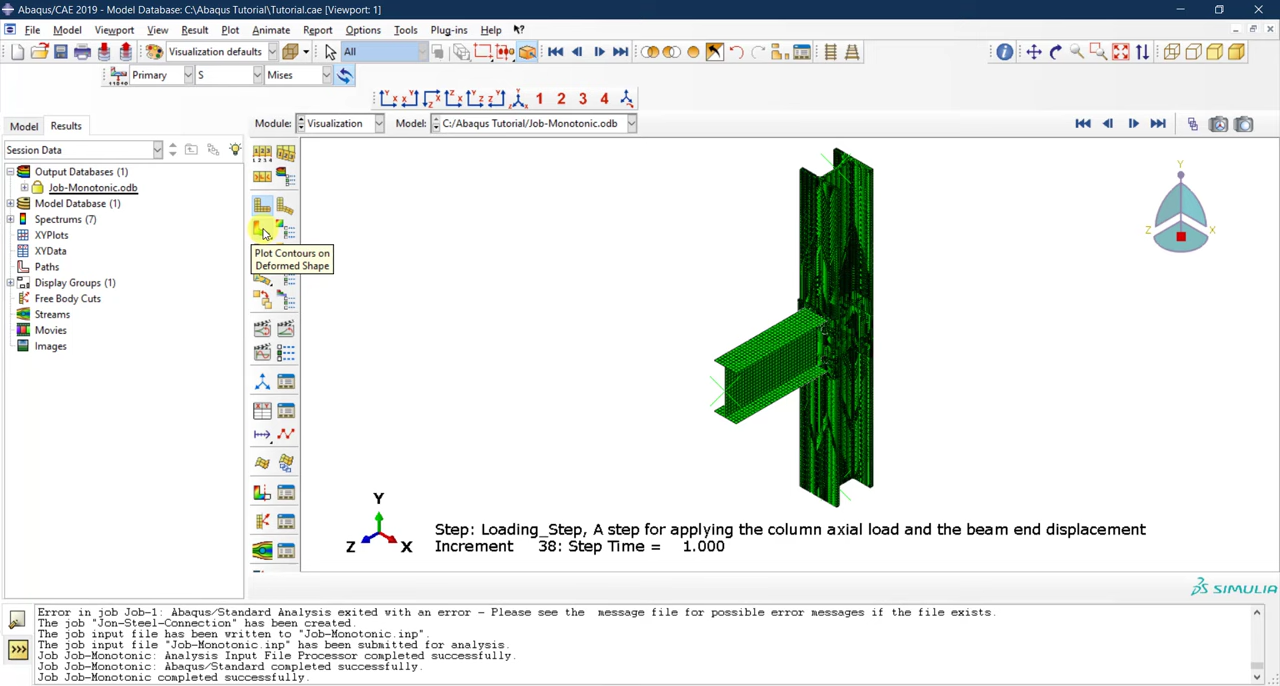 Abaqus/CAE 2019 - Model Database: C:\Abaqus Tutorial\Tutorial.cae [Viewport: 1]
File Model Viewport View Result Plot Animate Report Options Tools Plug-ins Help
Visualization defaults All
Primary S Mises
1 2 3 4
Model Results Module: Visualization Model: C:/Abaqus Tutorial/Job-Monotonic.odb
Session Data
Output Databases (1)
Job-Monotonic.odb
Model Database (1)
Spectrums (7)
XYPlots
XYData
Paths
Display Groups (1)
Free Body Cuts
Streams
Movies
Images
Plot Contours on
Deformed Shape
Y
Z X
Y
Z X
Step: Loading_Step, A step for applying the column axial load and the beam end displacement
Increment 38: Step Time = 1.000
SIMULIA
Error in job Job-1: Abaqus/Standard Analysis exited with an error - Please see the message file for possible error messages if the file exists.
The job "Jon-Steel-Connection" has been created.
The job input file has been written to "Job-Monotonic.inp".
The job input file "Job-Monotonic.inp" has been submitted for analysis.
Job Job-Monotonic: Analysis Input File Processor completed successfully.
Job Job-Monotonic: Abaqus/Standard completed successfully.
Job Job-Monotonic completed successfully.